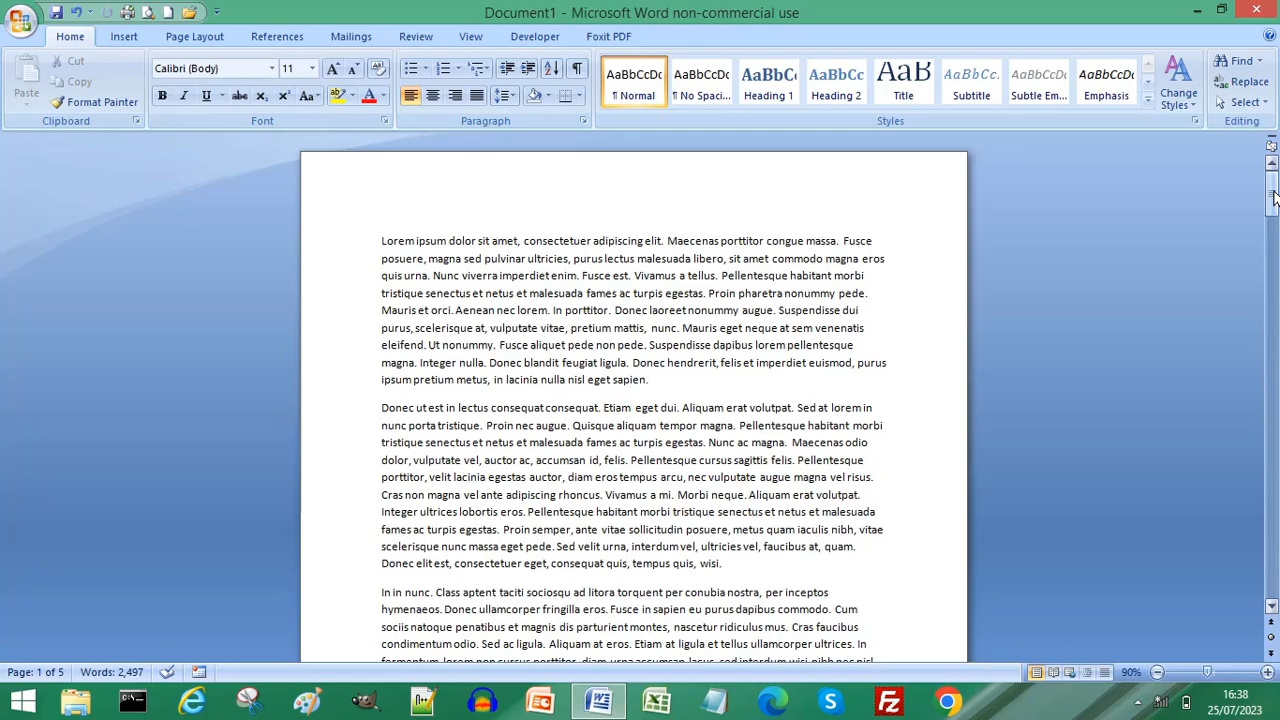 Document1 - Microsoft Word non-commercial use
Home Insert Page Layout References Mailings Review View Developer Foxit PDF
Paste
Cut
Copy
Format Painter
Clipboard
Calibri (Body) 11
B I U abc X₂ X² Aa
Font
Paragraph
AaBbCcDc AaBbCcDc AaBbC AaBbCc AaB AaBbCc. AaBbCcDc AaBbCcDc
¶ Normal ¶ No Spaci... Heading 1 Heading 2 Title Subtitle Subtle Em... Emphasis
Styles
Change
Styles
Find
Replace
Select
Editing
Lorem ipsum dolor sit amet, consectetuer adipiscing elit. Maecenas porttitor congue massa. Fusce
posuere, magna sed pulvinar ultricies, purus lectus malesuada libero, sit amet commodo magna eros
quis urna. Nunc viverra imperdiet enim. Fusce est. Vivamus a tellus. Pellentesque habitant morbi
tristique senectus et netus et malesuada fames ac turpis egestas. Proin pharetra nonummy pede.
Mauris et orci. Aenean nec lorem. In porttitor. Donec laoreet nonummy augue. Suspendisse dui
purus, scelerisque at, vulputate vitae, pretium mattis, nunc. Mauris eget neque at sem venenatis
eleifend. Ut nonummy. Fusce aliquet pede non pede. Suspendisse dapibus lorem pellentesque
magna. Integer nulla. Donec blandit feugiat ligula. Donec hendrerit, felis et imperdiet euismod, purus
ipsum pretium metus, in lacinia nulla nisl eget sapien.
Donec ut est in lectus consequat consequat. Etiam eget dui. Aliquam erat volutpat. Sed at lorem in
nunc porta tristique. Proin nec augue. Quisque aliquam tempor magna. Pellentesque habitant morbi
tristique senectus et netus et malesuada fames ac turpis egestas. Nunc ac magna. Maecenas odio
dolor, vulputate vel, auctor ac, accumsan id, felis. Pellentesque cursus sagittis felis. Pellentesque
porttitor, velit lacinia egestas auctor, diam eros tempus arcu, nec vulputate augue magna vel risus.
Cras non magna vel ante adipiscing rhoncus. Vivamus a mi. Morbi neque. Aliquam erat volutpat.
Integer ultrices lobortis eros. Pellentesque habitant morbi tristique senectus et netus et malesuada
fames ac turpis egestas. Proin semper, ante vitae sollicitudin posuere, metus quam iaculis nibh, vitae
scelerisque nunc massa eget pede. Sed velit urna, interdum vel, ultricies vel, faucibus at, quam.
Donec elit est, consectetuer eget, consequat quis, tempus quis, wisi.
In in nunc. Class aptent taciti sociosqu ad litora torquent per conubia nostra, per inceptos
hymenaeos. Donec ullamcorper fringilla eros. Fusce in sapien eu purus dapibus commodo. Cum
sociis natoque penatibus et magnis dis parturient montes, nascetur ridiculus mus. Cras faucibus
condimentum odio. Sed ac ligula. Aliquam at eros. Etiam at ligula et tellus ullamcorper ultrices. In
fermentum, lorem non cursus porttitor, diam urna accumsan lacus, sed interdum wisi nibh nec
Page: 1 of 5 Words: 2,497 90%
16:38
25/07/2023